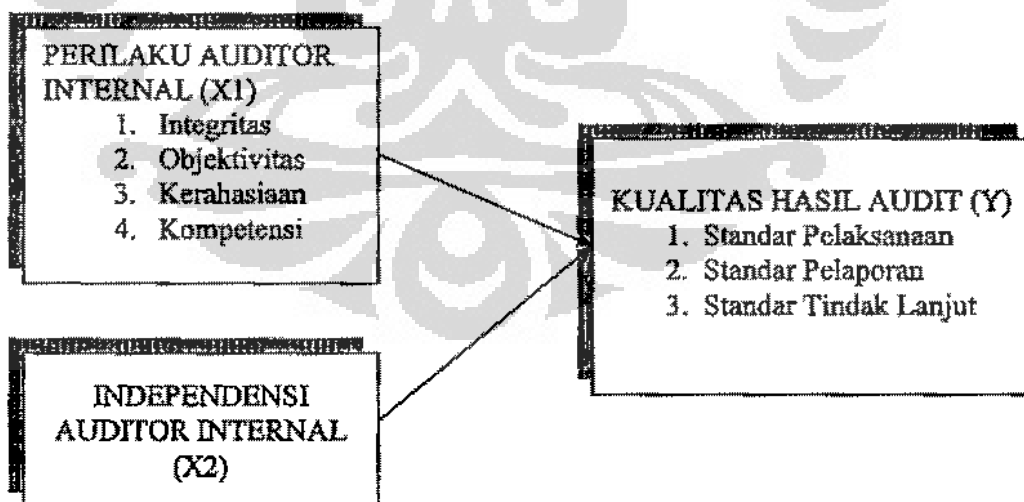 PERILAKU AUDITOR
INTERNAL (X1)
1. Integritas
2. Objektivitas
3. Kerahasiaan
4. Kompetensi
KUALITAS HASIL AUDIT (Y)
1. Standar Pelaksanaan
2. Standar Pelaporan
3. Standar Tindak Lanjut
INDEPENDENSI
AUDITOR INTERNAL
(X2)